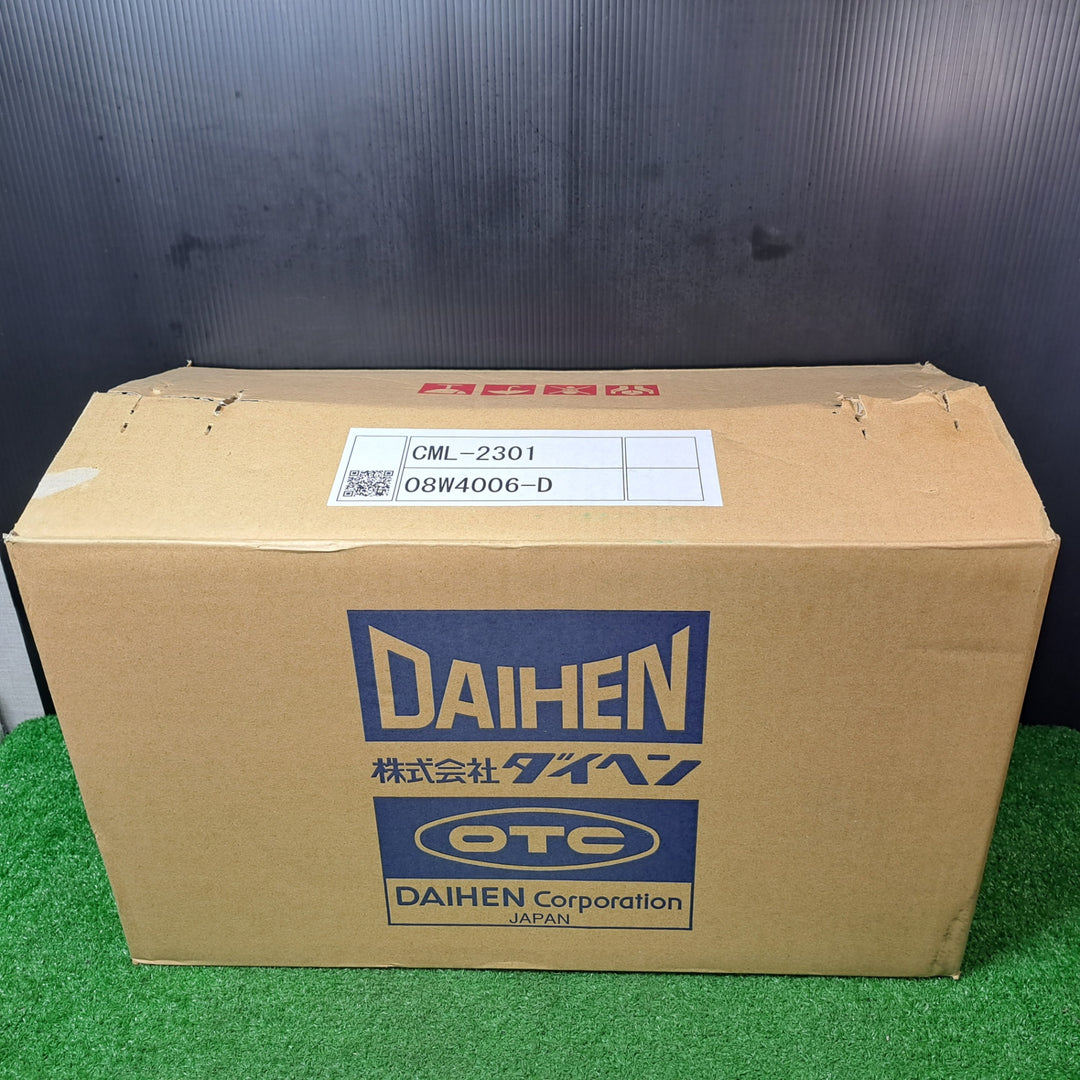 CML-2301
08W4006-D
DAIHEN
株式会社ダイヘン
OTC
DAIHEN Corporation
JAPAN